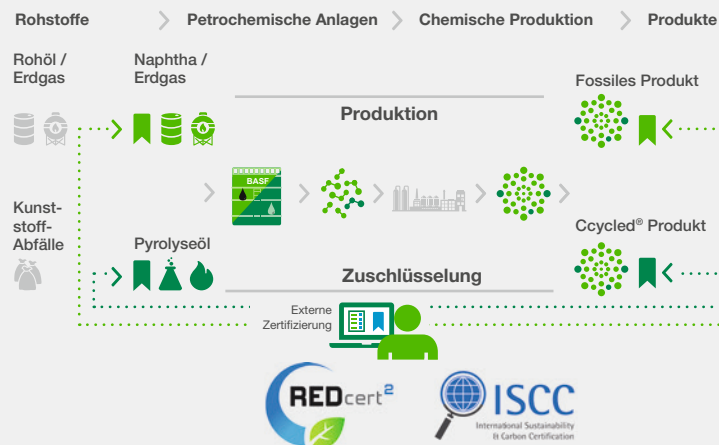 Rohstoffe
Petrochemische Anlagen
Chemische Produktion
Produkte
Rohöl /
Erdgas
Naphtha /
Erdgas
Fossiles Produkt
Produktion
BASF
Kunst-
stoff-
Abfälle
Pyrolyseöl
Ccycled® Produkt
Zuschlüsselung
Externe
Zertifizierung
REDcert²
ISCC
International Sustainability
& Carbon Certification